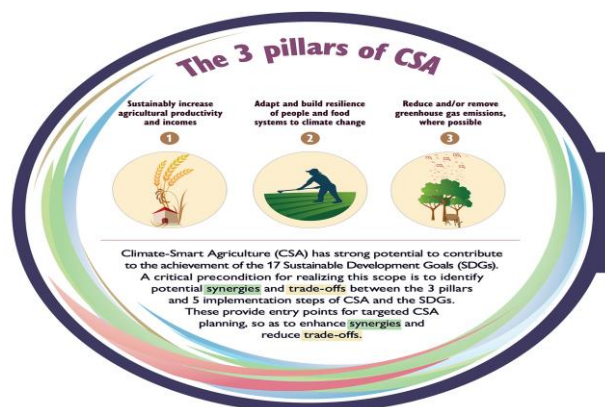 The 3 pillars of CSA
Sustainably increase
agricultural productivity
and incomes
1
Adapt and build resilience
of people and food
systems to climate change
2
Reduce and/or remove
greenhouse gas emissions,
where possible
3
Climate-Smart Agriculture (CSA) has strong potential to contribute
to the achievement of the 17 Sustainable Development Goals (SDGs).
A critical precondition for realizing this scope is to identify
potential synergies and trade-offs between the 3 pillars
and 5 implementation steps of CSA and the SDGs.
These provide entry points for targeted CSA
planning, so as to enhance synergies and
reduce trade-offs.